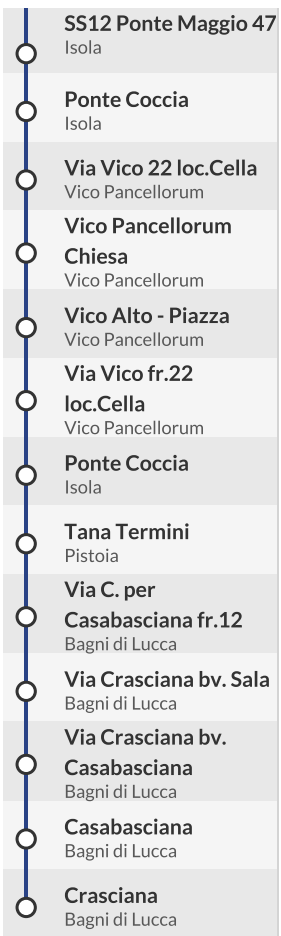 SS12 Ponte Maggio 47
Isola
Ponte Coccia
Isola
Via Vico 22 loc.Cella
Vico Pancellorum
Vico Pancellorum
Chiesa
Vico Pancellorum
Vico Alto - Piazza
Vico Pancellorum
Via Vico fr.22
loc.Cella
Vico Pancellorum
Ponte Coccia
Isola
Tana Termini
Pistoia
Via C. per
Casabasciana fr.12
Bagni di Lucca
Via Crasciana bv. Sala
Bagni di Lucca
Via Crasciana bv.
Casabasciana
Bagni di Lucca
Casabasciana
Bagni di Lucca
Crasciana
Bagni di Lucca